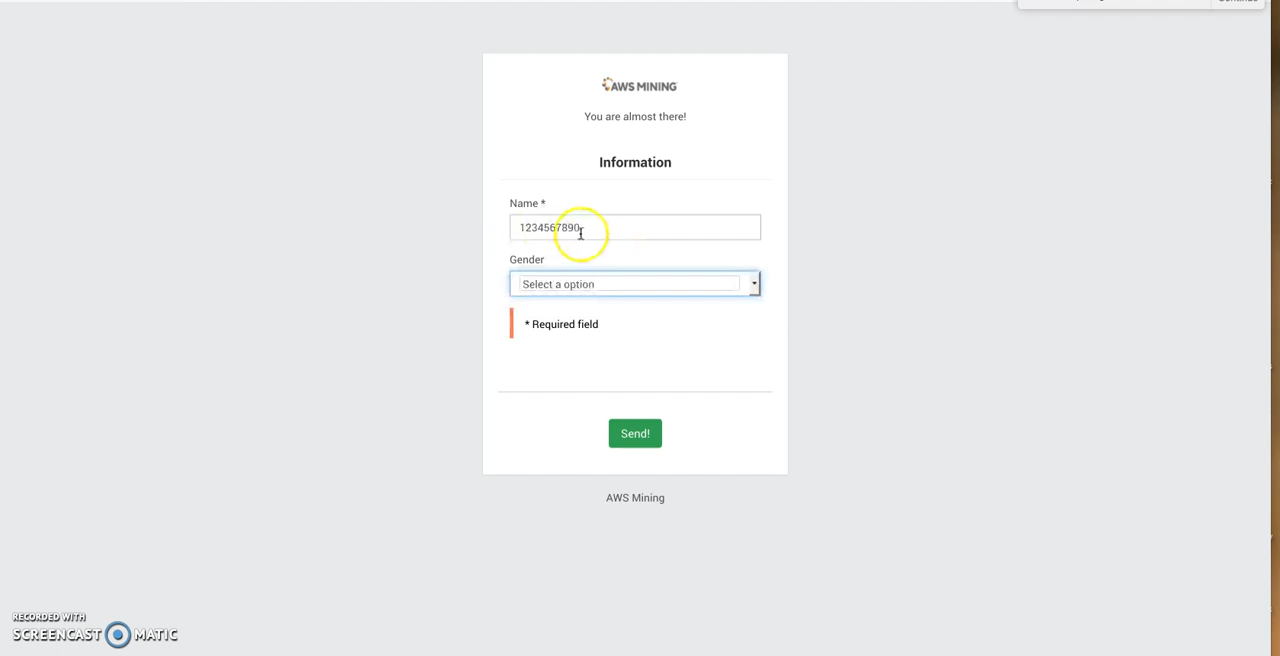 AWS MINING
You are almost there!
Information
Name *
1234567890
Gender
Select a option
* Required field
Send!
AWS Mining
RECORDED WITH
SCREENCAST MATIC